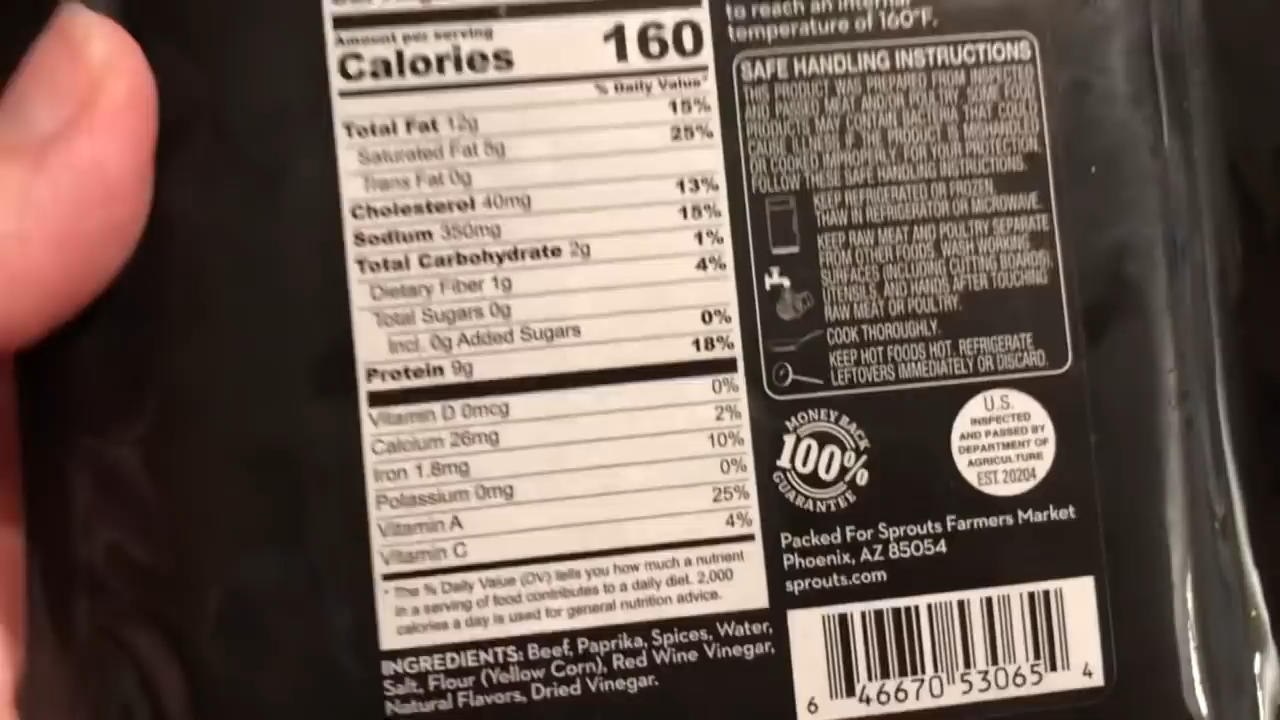 to reach an internal
temperature of 160°F.
Amount per serving
Calories 160
% Daily Value*
Total Fat 12g 15%
Saturated Fat 5g 25%
Trans Fat 0g
Cholesterol 40mg 13%
Sodium 350mg 15%
Total Carbohydrate 2g 1%
Dietary Fiber 1g 4%
Total Sugars 0g
Incl. 0g Added Sugars 0%
Protein 9g 18%
Vitamin D 0mcg 0%
Calcium 26mg 2%
Iron 1.8mg 10%
Potassium 0mg 0%
Vitamin A 25%
Vitamin C 4%
* The % Daily Value (DV) tells you how much a nutrient
in a serving of food contributes to a daily diet. 2,000
calories a day is used for general nutrition advice.
INGREDIENTS: Beef, Paprika, Spices, Water,
Salt, Flour (Yellow Corn), Red Wine Vinegar,
Natural Flavors, Dried Vinegar.
SAFE HANDLING INSTRUCTIONS
THIS PRODUCT WAS PREPARED FROM INSPECTED
AND PASSED MEAT AND/OR POULTRY. SOME FOOD
PRODUCTS MAY CONTAIN BACTERIA THAT COULD
CAUSE ILLNESS IF THE PRODUCT IS MISHANDLED
OR COOKED IMPROPERLY. FOR YOUR PROTECTION,
FOLLOW THESE SAFE HANDLING INSTRUCTIONS.
KEEP REFRIGERATED OR FROZEN.
THAW IN REFRIGERATOR OR MICROWAVE.
KEEP RAW MEAT AND POULTRY SEPARATE
FROM OTHER FOODS. WASH WORKING
SURFACES (INCLUDING CUTTING BOARDS),
UTENSILS, AND HANDS AFTER TOUCHING
RAW MEAT OR POULTRY.
COOK THOROUGHLY.
KEEP HOT FOODS HOT. REFRIGERATE
LEFTOVERS IMMEDIATELY OR DISCARD.
MONEY BACK
100%
GUARANTEE
U.S.
INSPECTED
AND PASSED BY
DEPARTMENT OF
AGRICULTURE
EST. 20204
Packed For Sprouts Farmers Market
Phoenix, AZ 85054
sprouts.com
6 46670 53065 4